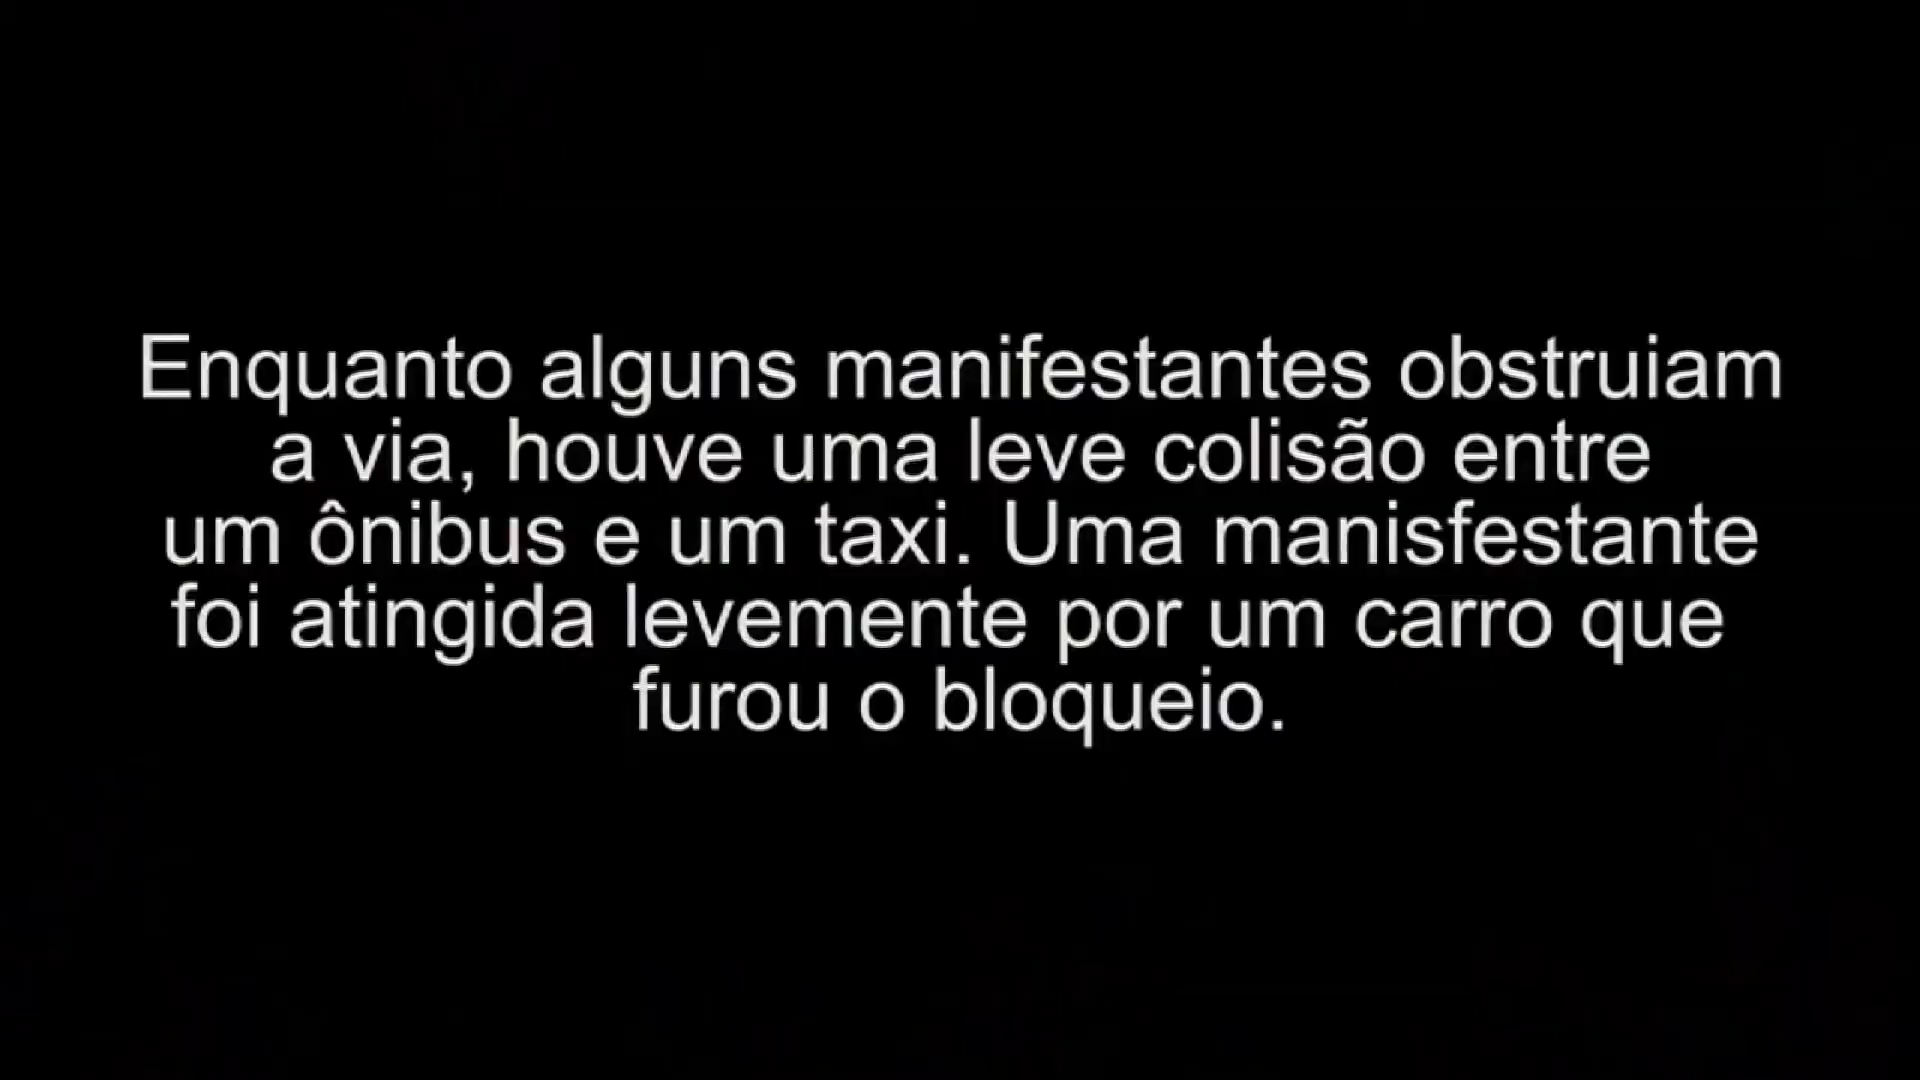 Enquanto alguns manifestantes obstruiam
a via, houve uma leve colisão entre
um ônibus e um taxi. Uma manisfestante
foi atingida levemente por um carro que
furou o bloqueio.